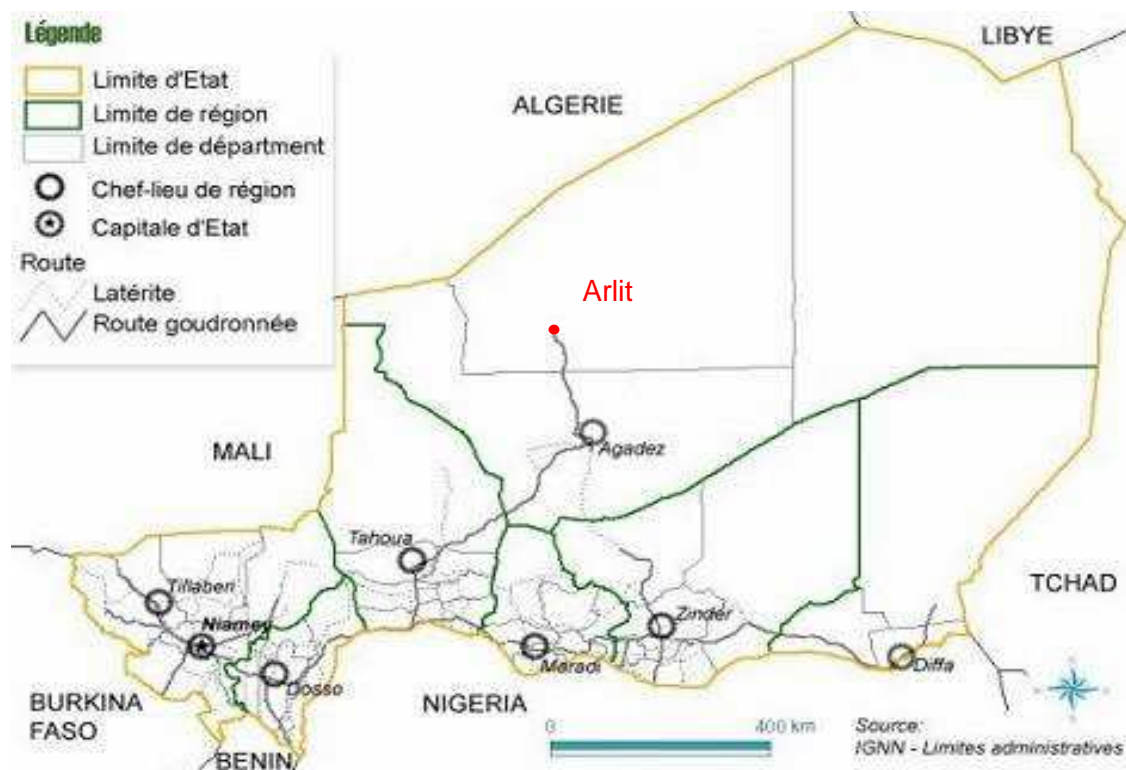 Légende
Limite d'Etat
Limite de région
Limite de départment
Chef-lieu de région
Capitale d'Etat
Route
Latérite
Route goudronnée
LIBYE
ALGERIE
Arlit
MALI
Agadez
Tahoua
Tillaberi
Niamey
Dosso
Maradi
Zinder
Diffa
TCHAD
BURKINA
FASO
NIGERIA
BENIN
0 400 km
Source:
IGNN - Limites administratives